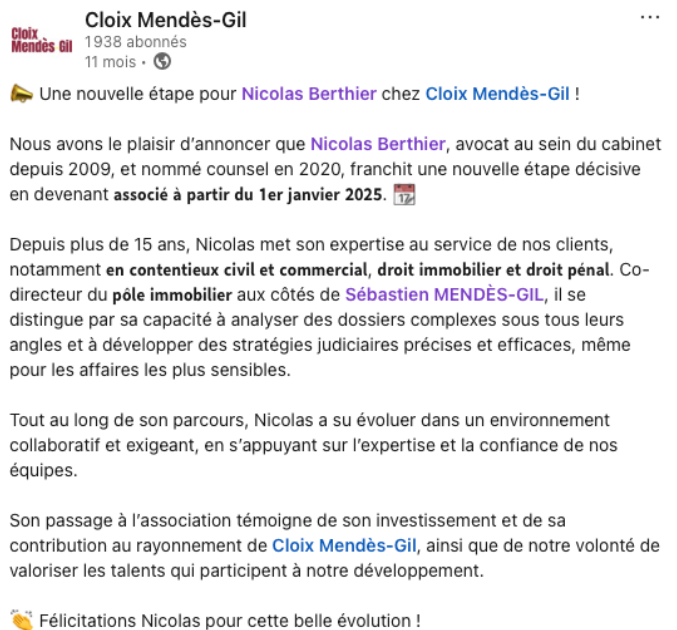 Cloix
Mendès Gil
Cloix Mendès-Gil
1 938 abonnés
11 mois •
Une nouvelle étape pour Nicolas Berthier chez Cloix Mendès-Gil !
Nous avons le plaisir d’annoncer que Nicolas Berthier, avocat au sein du cabinet
depuis 2009, et nommé counsel en 2020, franchit une nouvelle étape décisive
en devenant associé à partir du 1er janvier 2025. 📆
Depuis plus de 15 ans, Nicolas met son expertise au service de nos clients,
notamment en contentieux civil et commercial, droit immobilier et droit pénal. Co-
directeur du pôle immobilier aux côtés de Sébastien MENDÈS-GIL, il se
distingue par sa capacité à analyser des dossiers complexes sous tous leurs
angles et à développer des stratégies judiciaires précises et efficaces, même
pour les affaires les plus sensibles.
Tout au long de son parcours, Nicolas a su évoluer dans un environnement
collaboratif et exigeant, en s’appuyant sur l’expertise et la confiance de nos
équipes.
Son passage à l’association témoigne de son investissement et de sa
contribution au rayonnement de Cloix Mendès-Gil, ainsi que de notre volonté de
valoriser les talents qui participent à notre développement.
👏 Félicitations Nicolas pour cette belle évolution !